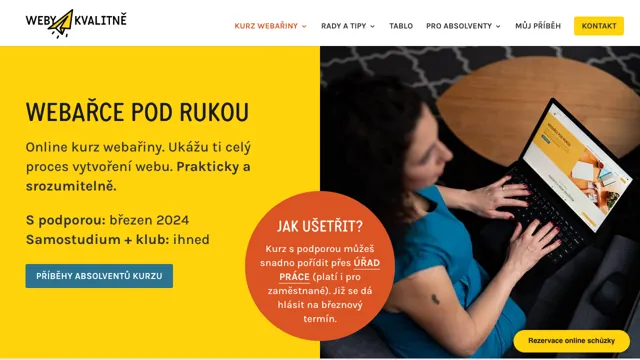 WEBY KVALITNĚ
KURZ WEBAŘINY
RADY A TIPY
TABLO
PRO ABSOLVENTY
MŮJ PŘÍBĚH
KONTAKT
WEBAŘCE POD RUKOU
Online kurz webařiny. Ukážu ti celý
proces vytvoření webu. Prakticky a
srozumitelně.
S podporou: březen 2024
Samostudium + klub: ihned
PŘÍBĚHY ABSOLVENTŮ KURZU
JAK UŠETŘIT?
Kurz s podporou můžeš
snadno pořídit přes ÚŘAD
PRÁCE (platí i pro
zaměstnané). Již se dá
hlásit na březnový
termín.
Rezervace online schůzky